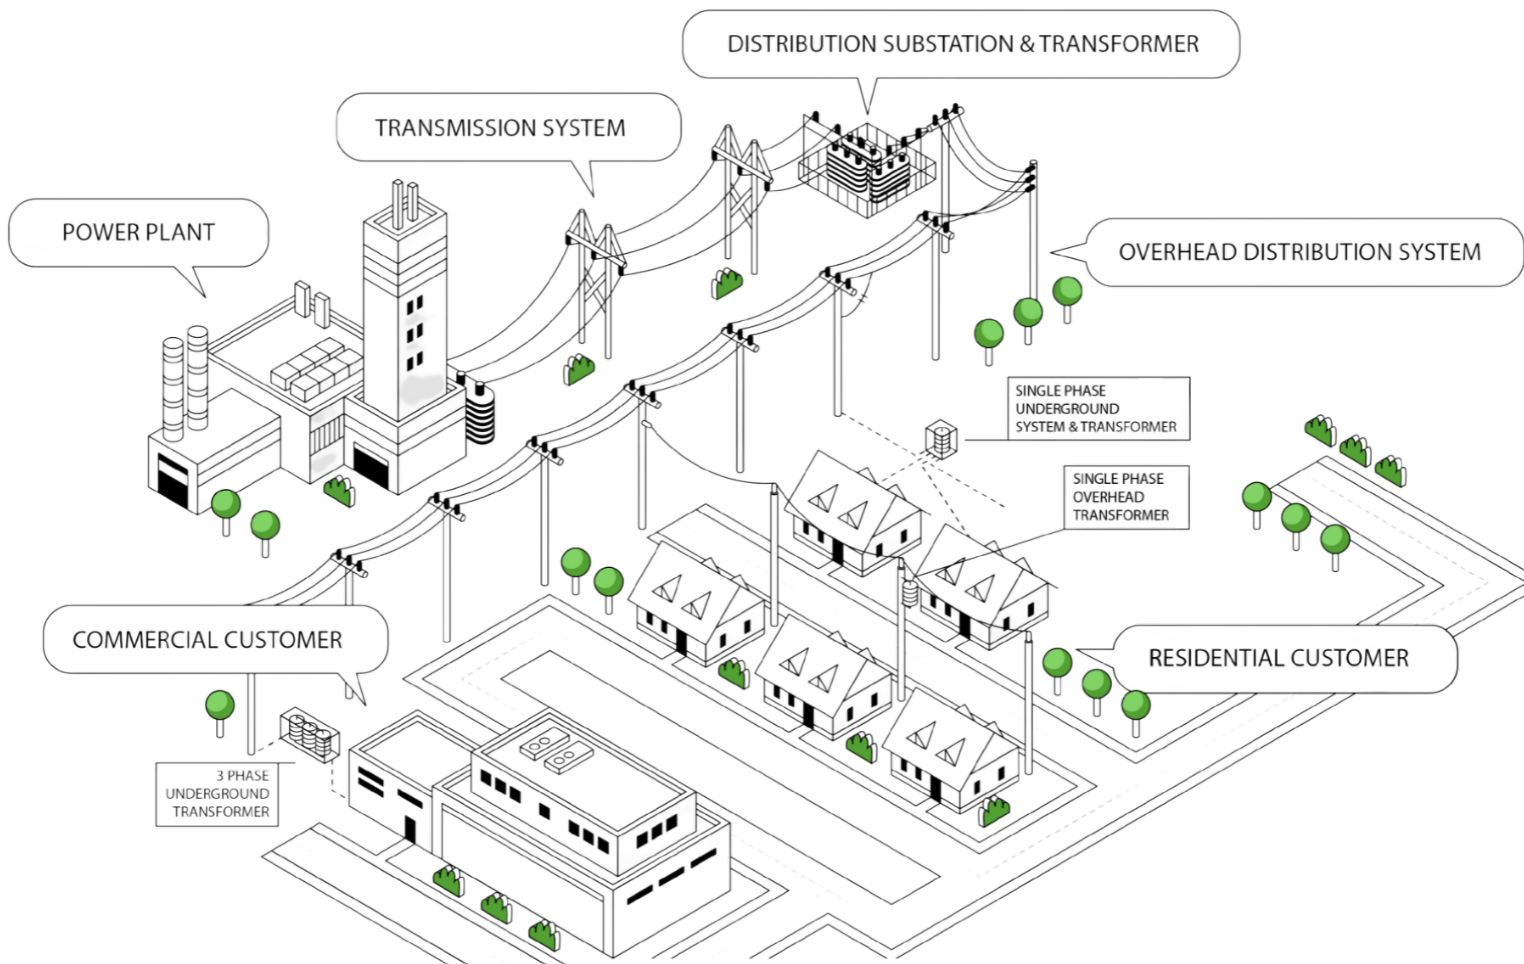 DISTRIBUTION SUBSTATION & TRANSFORMER
TRANSMISSION SYSTEM
POWER PLANT
OVERHEAD DISTRIBUTION SYSTEM
SINGLE PHASE
UNDERGROUND
SYSTEM & TRANSFORMER
SINGLE PHASE
OVERHEAD
TRANSFORMER
COMMERCIAL CUSTOMER
RESIDENTIAL CUSTOMER
3 PHASE
UNDERGROUND
TRANSFORMER